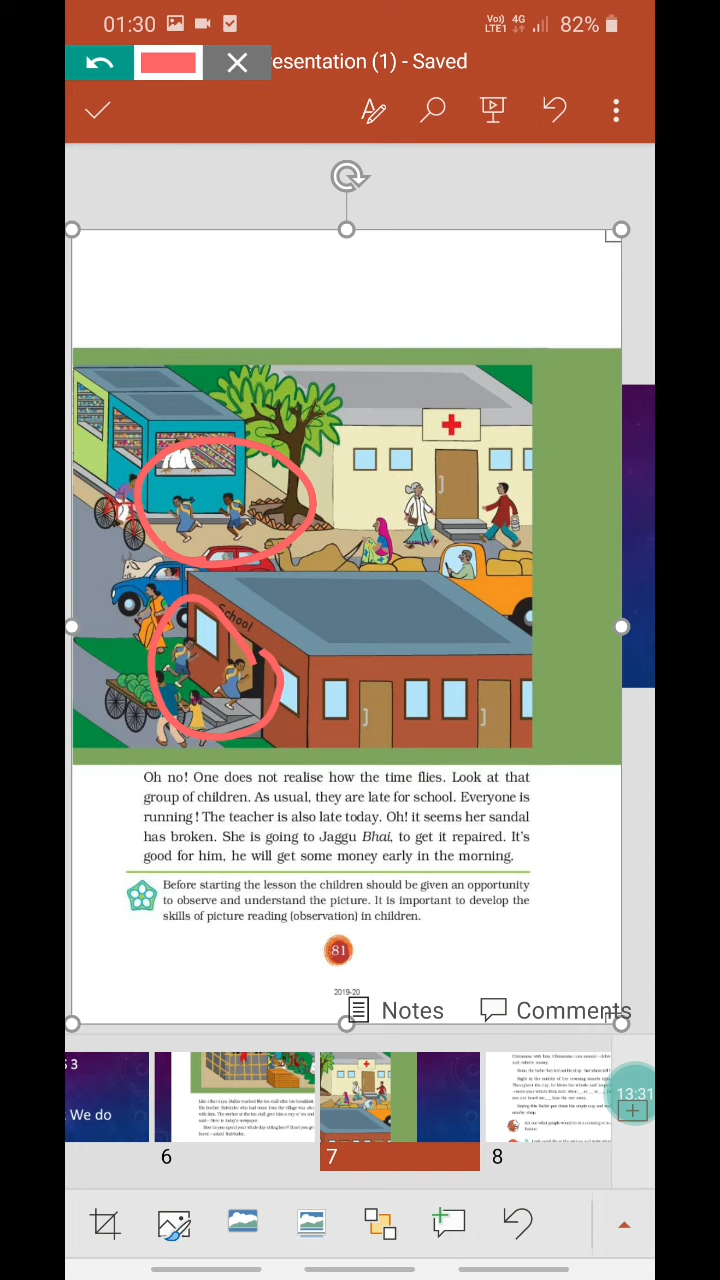 01:30
Vo)) 4G
LTE1
82%
esentation (1) - Saved
School
Oh no! One does not realise how the time flies. Look at that
group of children. As usual, they are late for school. Everyone is
running! The teacher is also late today. Oh! it seems her sandal
has broken. She is going to Jaggu Bhai, to get it repaired. It's
good for him, he will get some money early in the morning.
Before starting the lesson the children should be given an opportunity
to observe and understand the picture. It is important to develop the
skills of picture reading (observation) in children.
81
2019-20
Notes
Comments
S 3
We do
13:31
6
7
8